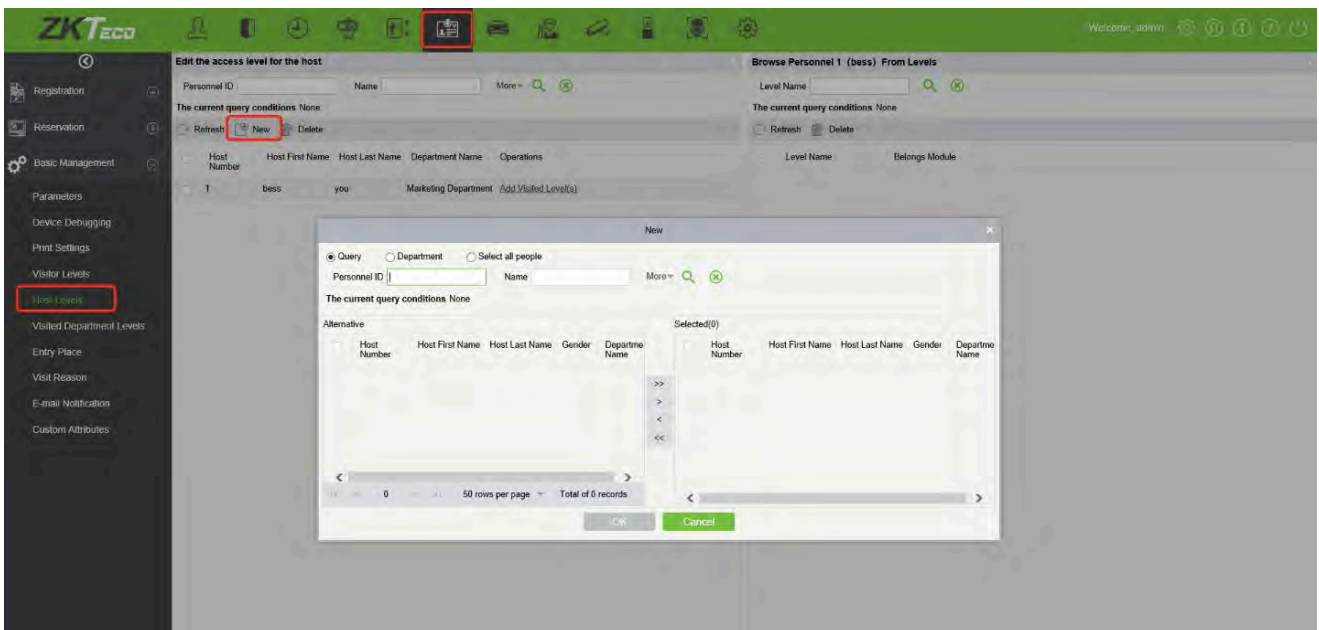 ZKTECO
Welcome, admin
Registration
Reservation
Basic Management
Parameters
Device Debugging
Print Settings
Visitor Levels
Host Levels
Visited Department Levels
Entry Place
Visit Reason
E-mail Notification
Custom Attributes
Edit the access level for the host
Personnel ID Name More
The current query conditions None
Refresh New Delete
Host Number Host First Name Host Last Name Department Name Operations
1 bess you Marketing Department Add Visited Level(s)
Browse Personnel 1 (bess) From Levels
Level Name
The current query conditions None
Refresh Delete
Level Name Belongs Module
New
Query Department Select all people
Personnel ID Name More
The current query conditions None
Alternative
Host Number Host First Name Host Last Name Gender Departme Name
0 50 rows per page Total of 0 records
>>
>
<
<<
Selected(0)
Host Number Host First Name Host Last Name Gender Departme Name
OK Cancel